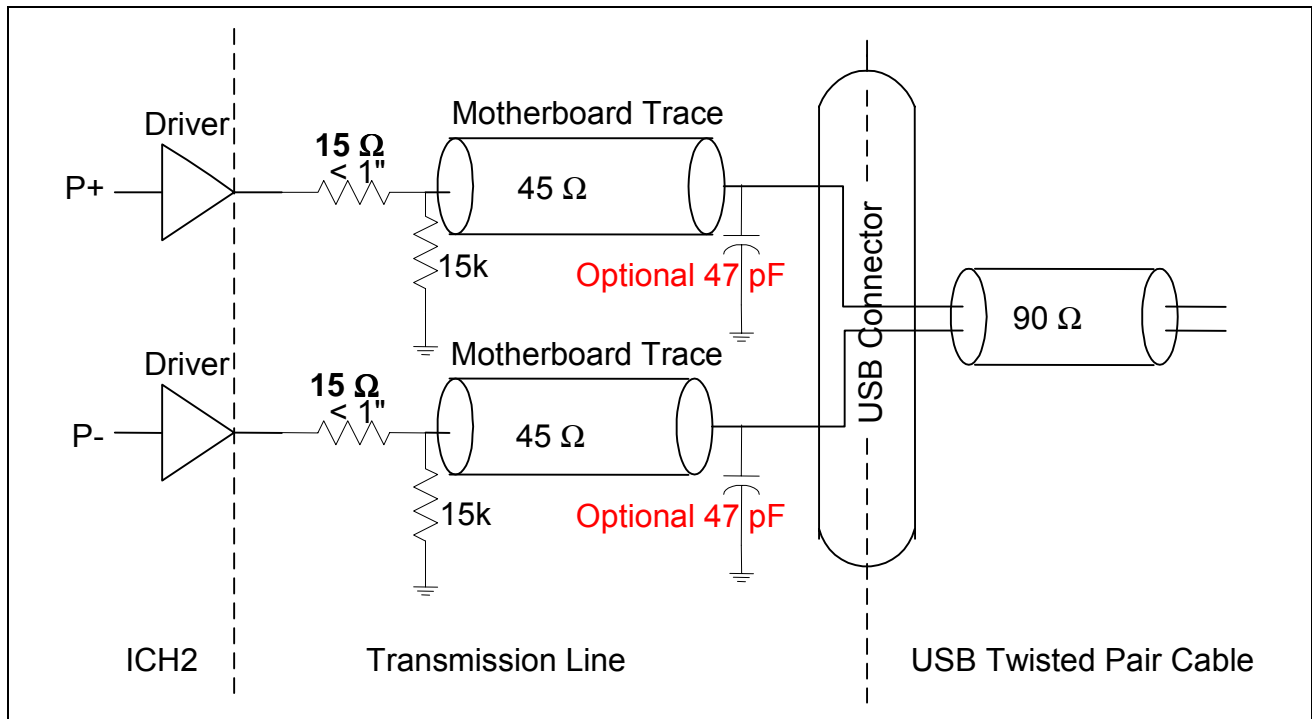 Driver
15 Ω
< 1"
Motherboard Trace
P+
45 Ω
15k
Optional 47 pF
USB Connector
90 Ω
Driver
15 Ω
< 1"
Motherboard Trace
P-
45 Ω
15k
Optional 47 pF
ICH2
Transmission Line
USB Twisted Pair Cable